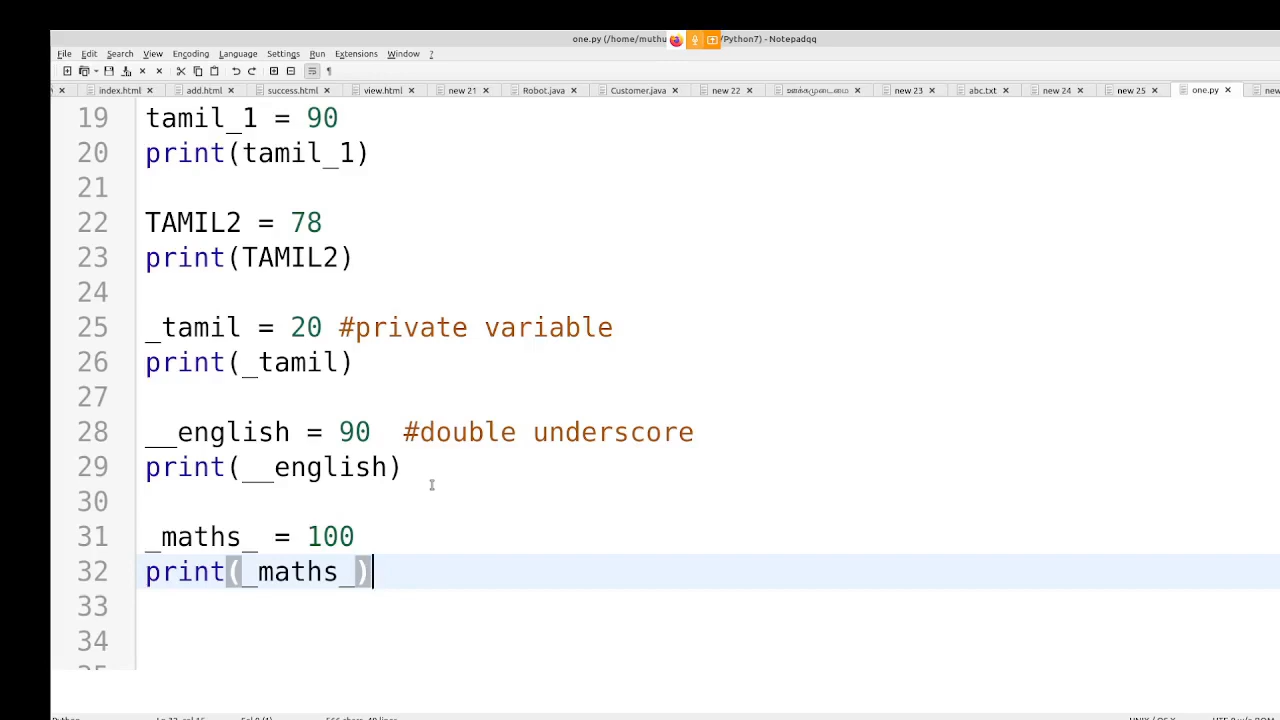 one.py (/home/muthu /Python7) - Notepadqq
File Edit Search View Encoding Language Settings Run Extensions Window ?
index.html add.html success.html view.html new 21 Robot.java Customer.java new 22 ஊக்கமுடைமை new 23 abc.txt new 24 new 25 one.py new
19 tamil_1 = 90
20 print(tamil_1)
21
22 TAMIL2 = 78
23 print(TAMIL2)
24
25 _tamil = 20 #private variable
26 print(_tamil)
27
28 __english = 90  #double underscore
29 print(__english)
30
31 _maths_ = 100
32 print(_maths_)
33
34